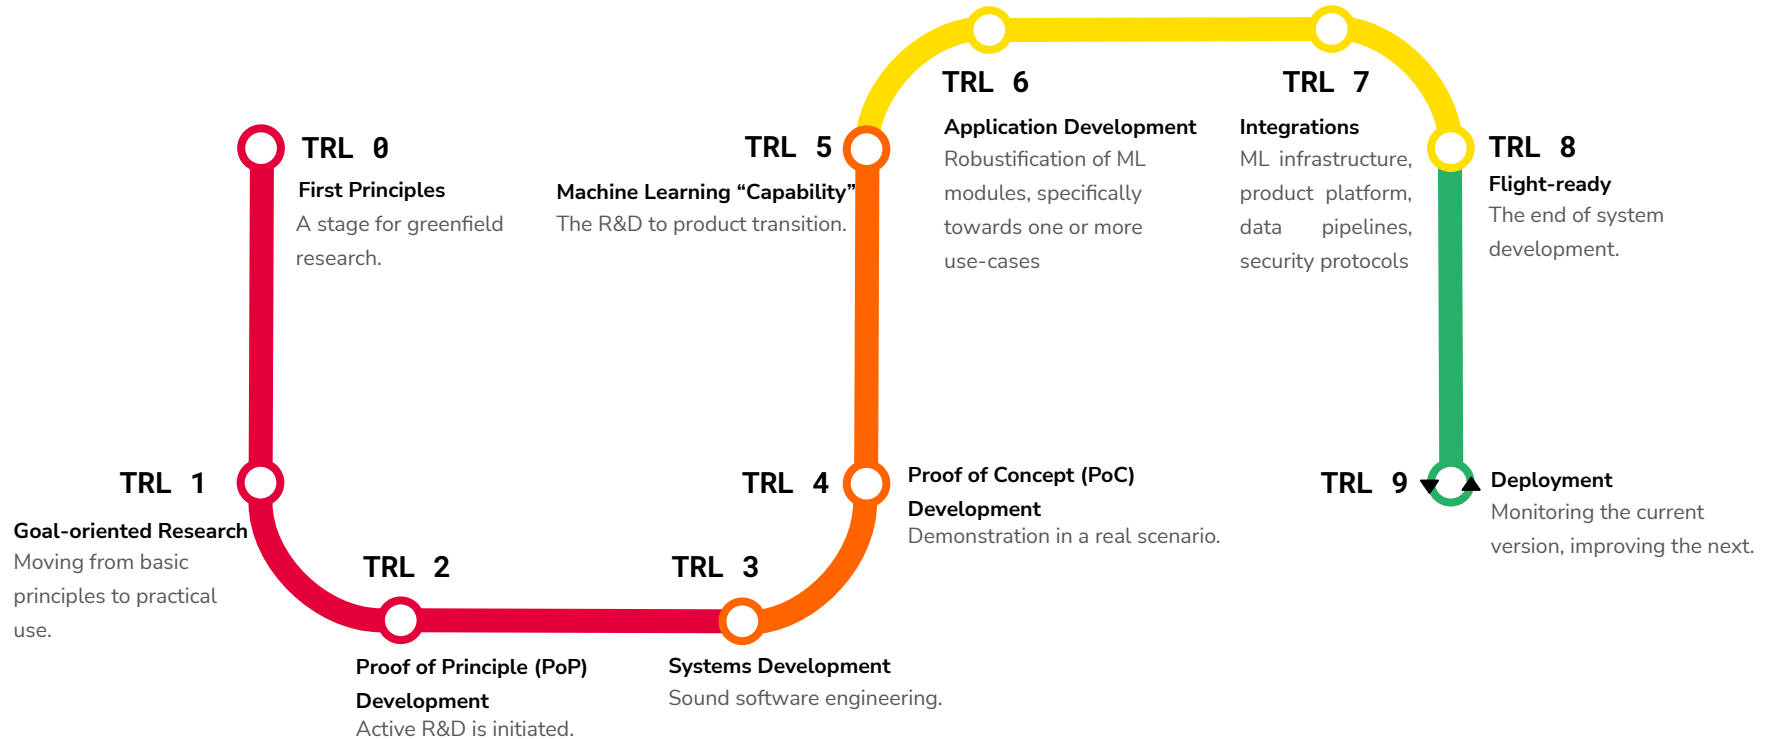 TRL 0
First Principles
A stage for greenfield
research.
TRL 1
Goal-oriented Research
Moving from basic
principles to practical
use.
TRL 2
Proof of Principle (PoP)
Development
Active R&D is initiated.
TRL 3
Systems Development
Sound software engineering.
TRL 4
Proof of Concept (PoC)
Development
Demonstration in a real scenario.
TRL 5
Machine Learning “Capability”
The R&D to product transition.
TRL 6
Application Development
Robustification of ML
modules, specifically
towards one or more
use-cases
TRL 7
Integrations
ML infrastructure,
product platform,
data pipelines,
security protocols
TRL 8
Flight-ready
The end of system
development.
TRL 9
Deployment
Monitoring the current
version, improving the next.